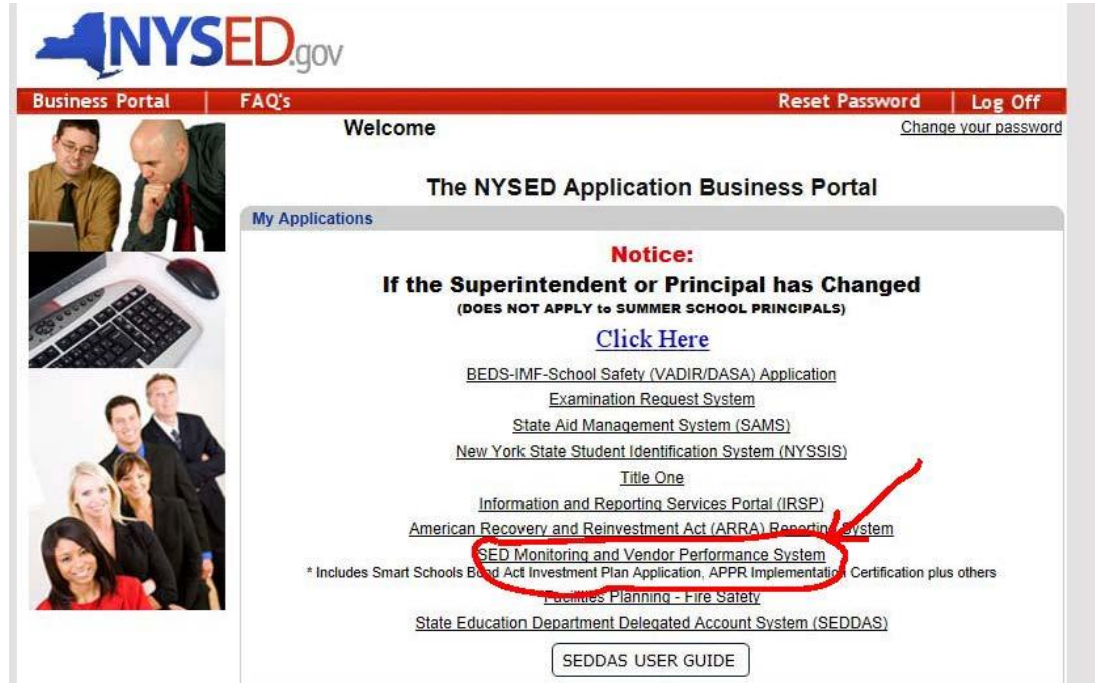 NYSED.gov
Business Portal | FAQ's Reset Password | Log Off
Welcome Change your password
The NYSED Application Business Portal
My Applications
Notice:
If the Superintendent or Principal has Changed
(DOES NOT APPLY to SUMMER SCHOOL PRINCIPALS)
Click Here
BEDS-IMF-School Safety (VADIR/DASA) Application
Examination Request System
State Aid Management System (SAMS)
New York State Student Identification System (NYSSIS)
Title One
Information and Reporting Services Portal (IRSP)
American Recovery and Reinvestment Act (ARRA) Reporting System
SED Monitoring and Vendor Performance System
* Includes Smart Schools Bond Act Investment Plan Application, APPR Implementation Certification plus others
Facilities Planning - Fire Safety
State Education Department Delegated Account System (SEDDAS)
SEDDAS USER GUIDE